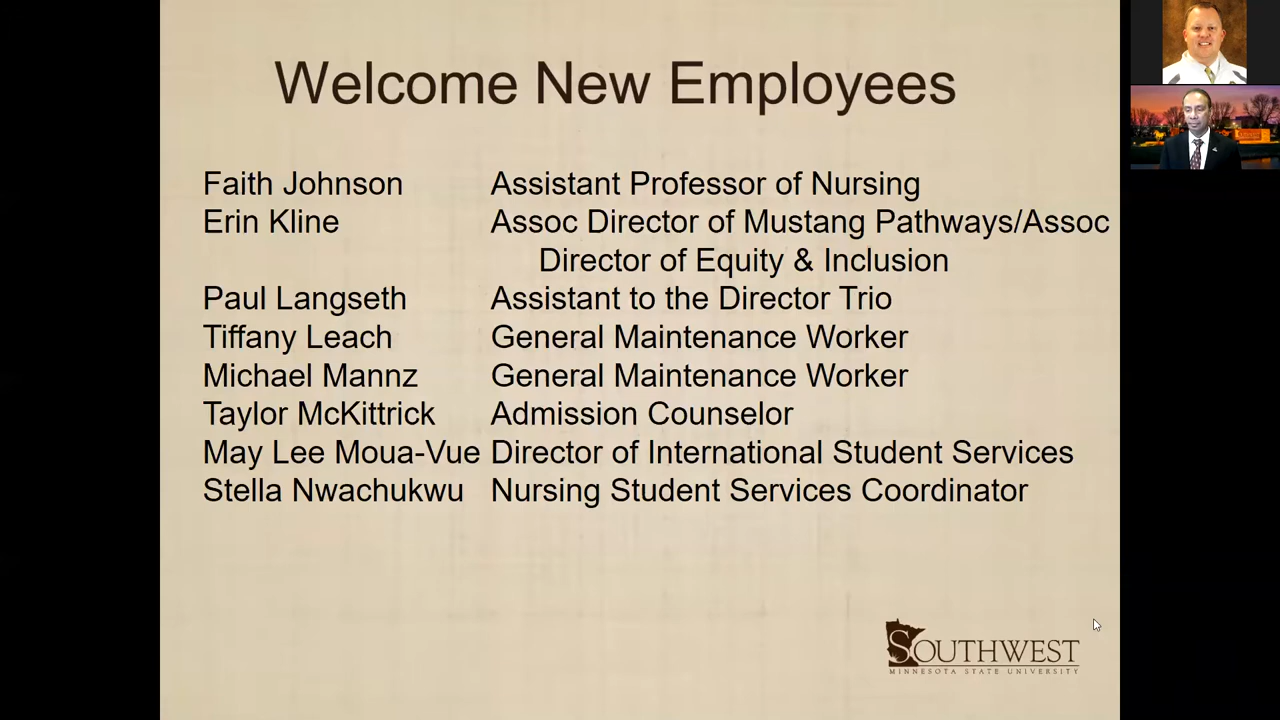 Welcome New Employees
Faith Johnson Assistant Professor of Nursing
Erin Kline Assoc Director of Mustang Pathways/Assoc
Director of Equity & Inclusion
Paul Langseth Assistant to the Director Trio
Tiffany Leach General Maintenance Worker
Michael Mannz General Maintenance Worker
Taylor McKittrick Admission Counselor
May Lee Moua-Vue Director of International Student Services
Stella Nwachukwu Nursing Student Services Coordinator
SOUTHWEST
MINNESOTA STATE UNIVERSITY